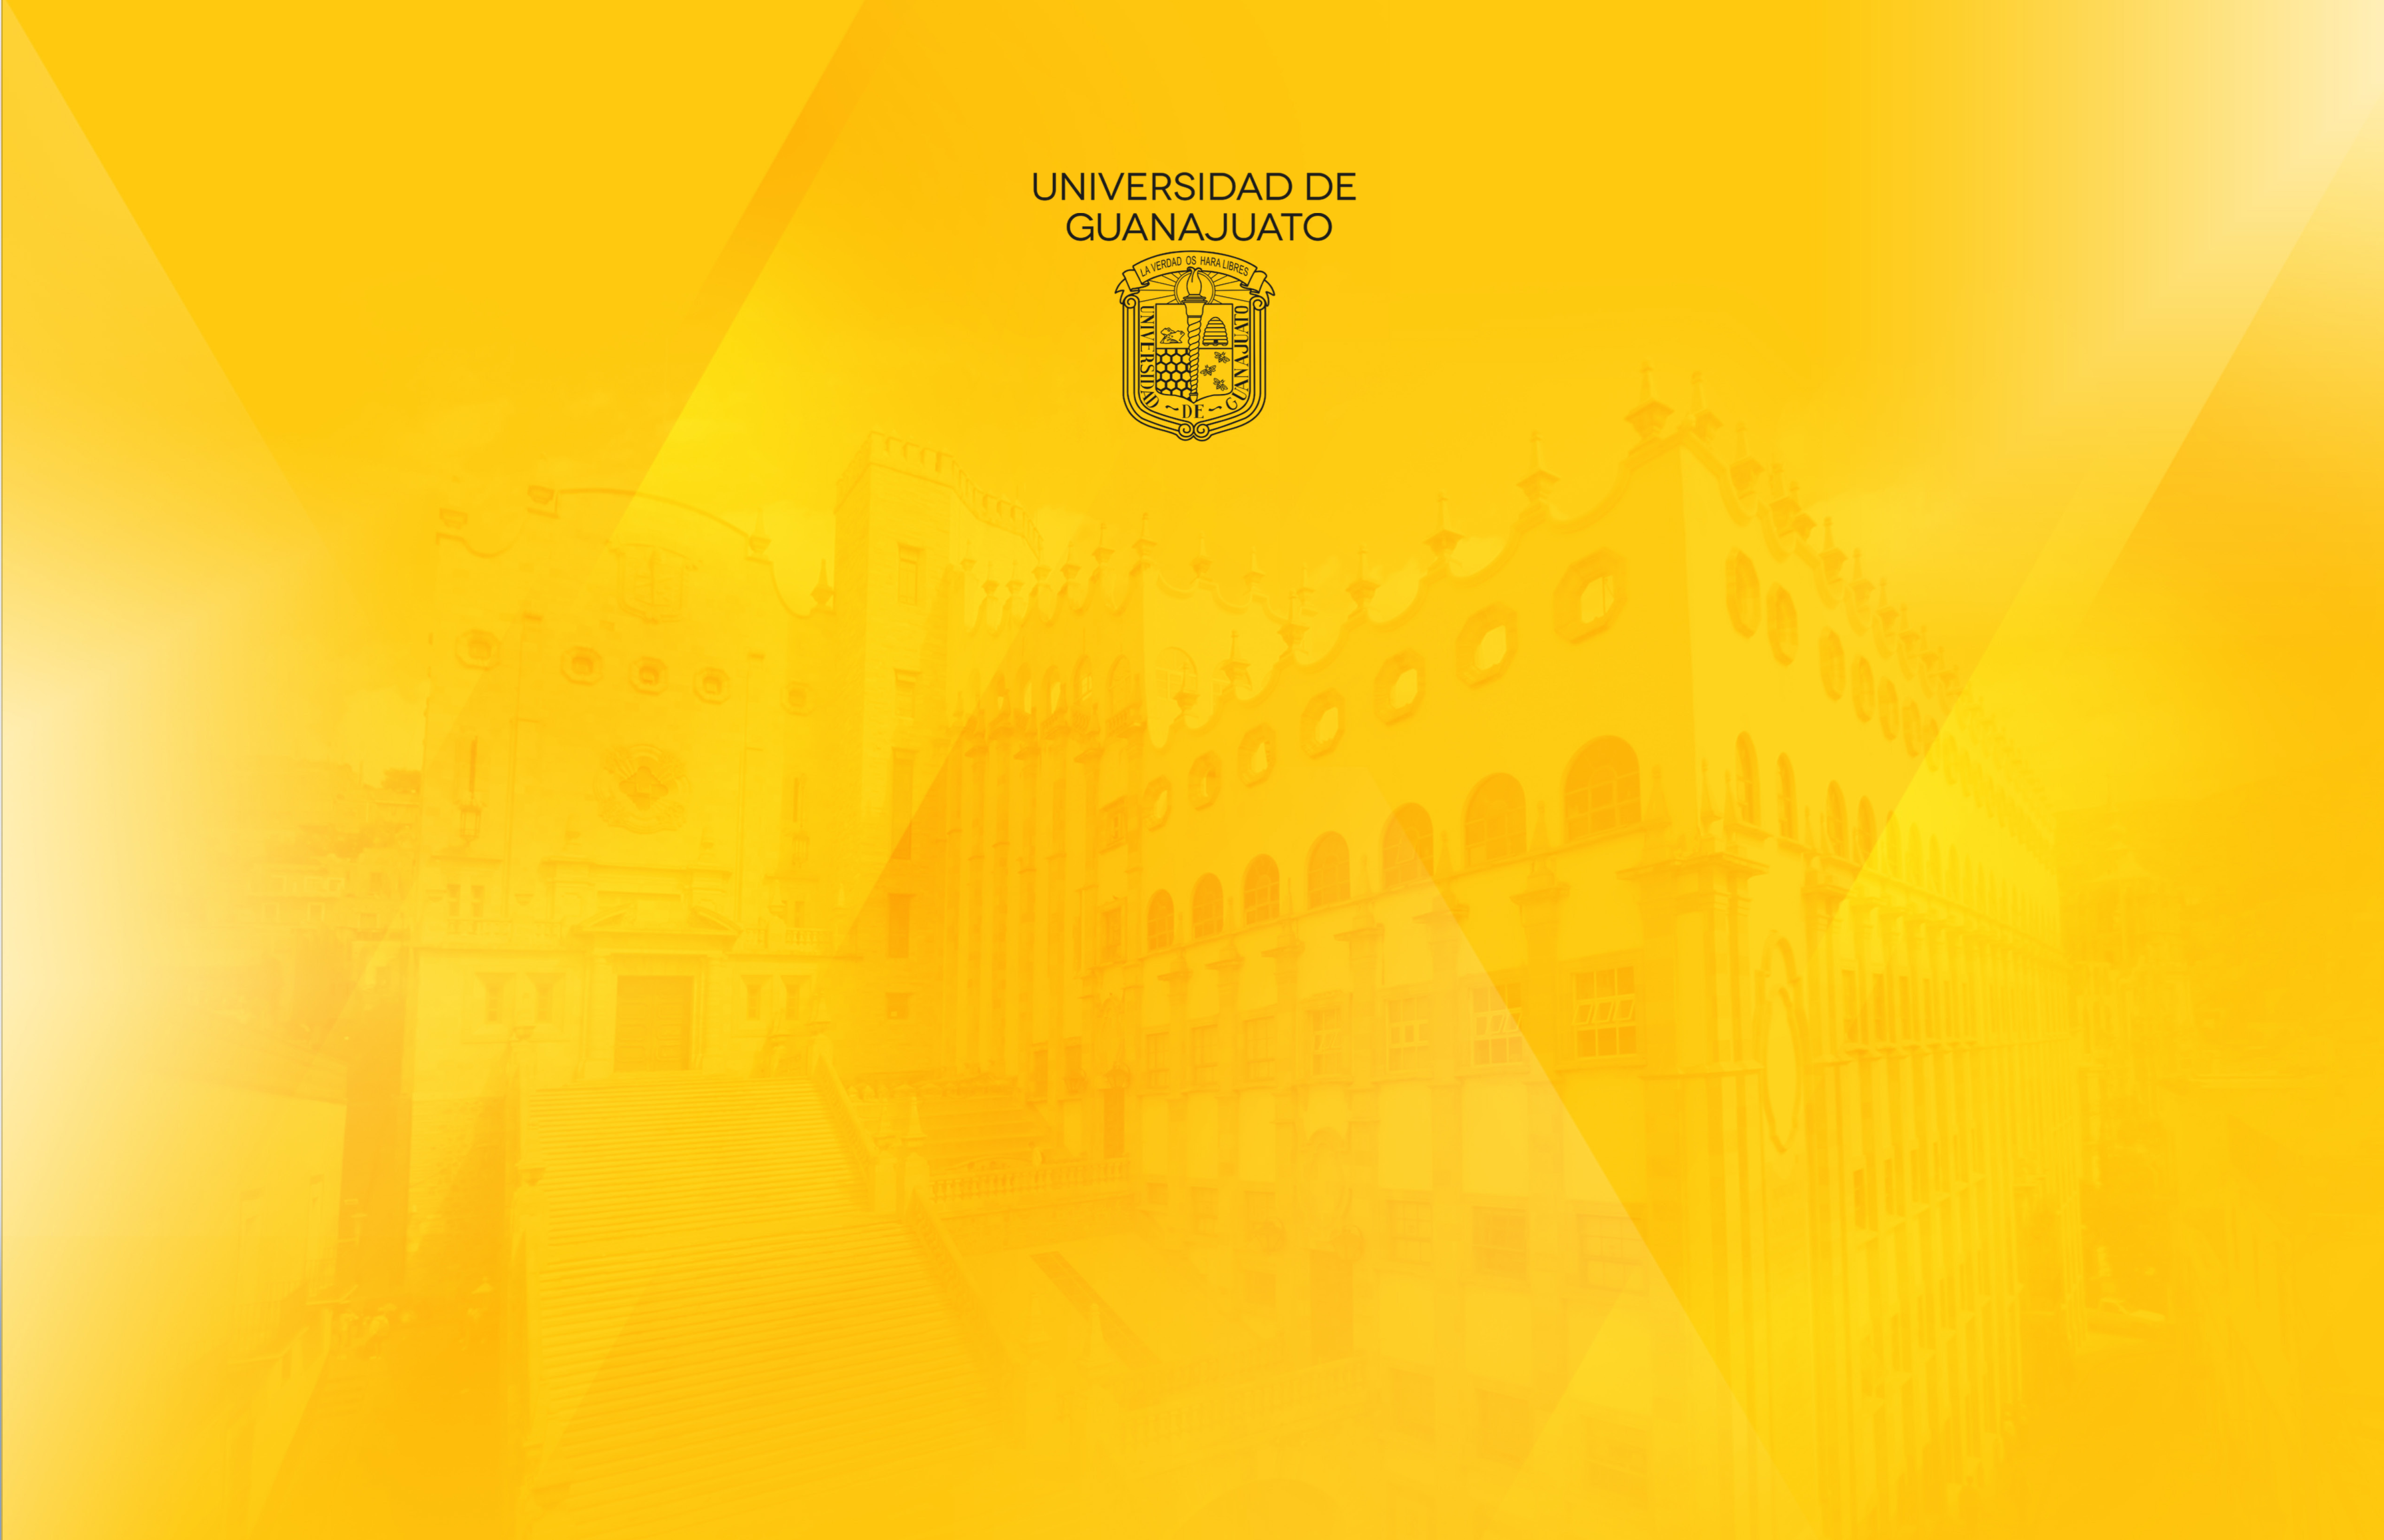 UNIVERSIDAD DE
GUANAJUATO
LA VERDAD OS HARA LIBRES
UNIVERSIDAD DE GUANAJUATO